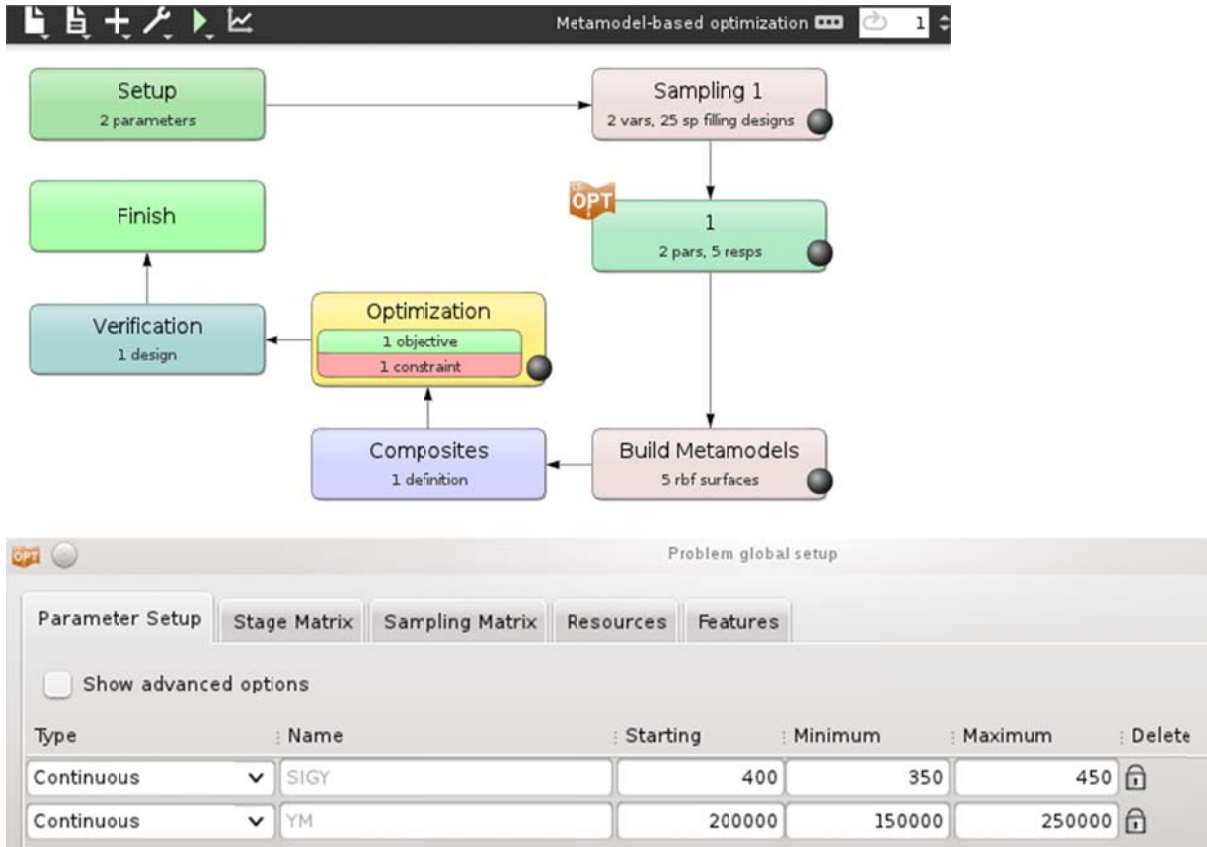 Metamodel-based optimization 1
Setup
2 parameters
Sampling 1
2 vars, 25 sp filling designs
Finish
OPT
1
2 pars, 5 resps
Verification
1 design
Optimization
1 objective
1 constraint
Composites
1 definition
Build Metamodels
5 rbf surfaces
OPT Problem global setup
Parameter Setup Stage Matrix Sampling Matrix Resources Features
Show advanced options
Type Name Starting Minimum Maximum Delete
Continuous SIGY 400 350 450
Continuous YM 200000 150000 250000